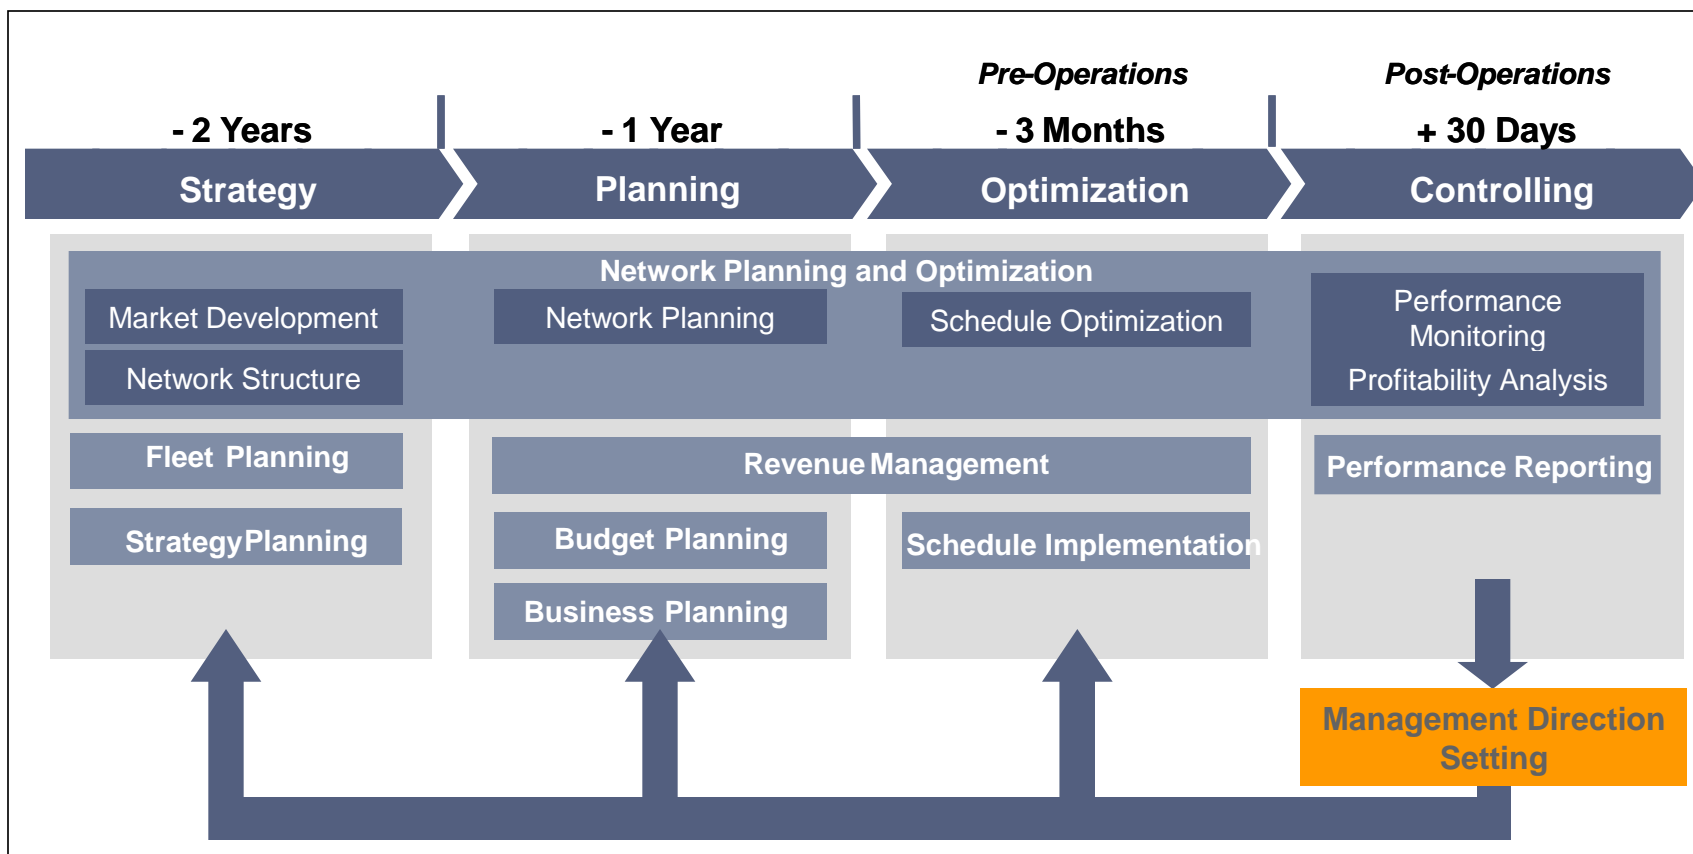 Pre-Operations
Post-Operations
- 2 Years
- 1 Year
- 3 Months
+ 30 Days
Strategy
Planning
Optimization
Controlling
Network Planning and Optimization
Market Development
Network Structure
Network Planning
Schedule Optimization
Performance
Monitoring
Profitability Analysis
Fleet Planning
Revenue Management
Performance Reporting
Strategy Planning
Budget Planning
Schedule Implementation
Business Planning
Management Direction
Setting